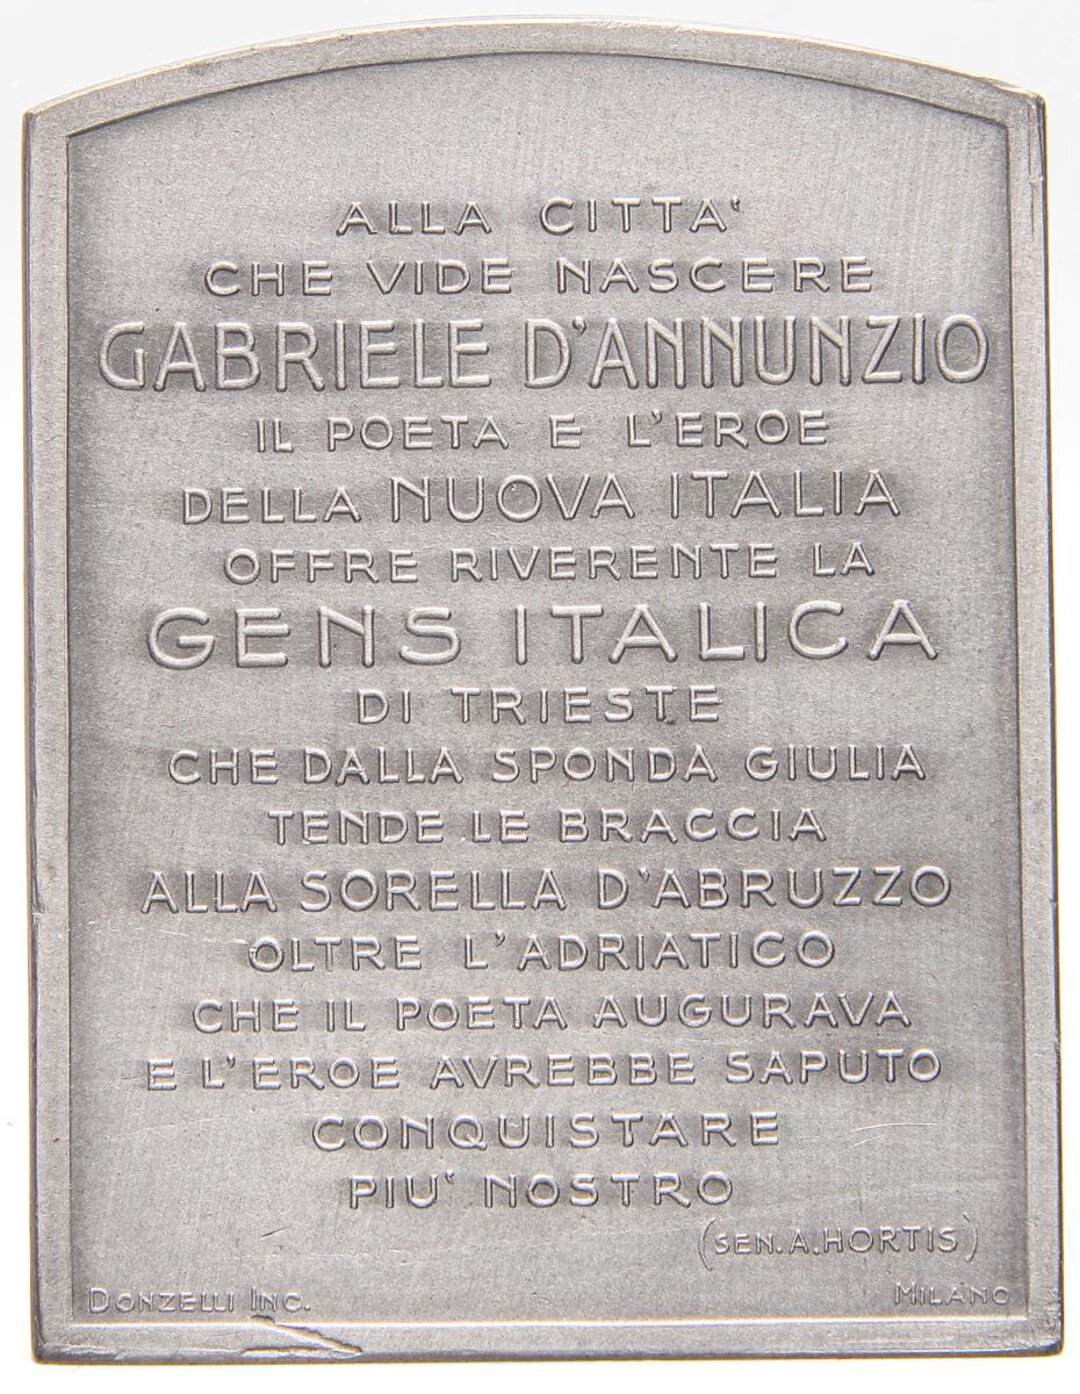 ALLA CITTA'
CHE VIDE NASCERE
GABRIELE D'ANNUNZIO
IL POETA E L'EROE
DELLA NUOVA ITALIA
OFFRE RIVERENTE LA
GENS ITALICA
DI TRIESTE
CHE DALLA SPONDA GIULIA
TENDE LE BRACCIA
ALLA SORELLA D'ABRUZZO
OLTRE L'ADRIATICO
CHE IL POETA AUGURAVA
E L'EROE AVREBBE SAPUTO
CONQUISTARE
PIU' NOSTRO
(SEN. A. HORTIS)
DONZELLI INC. MILANO